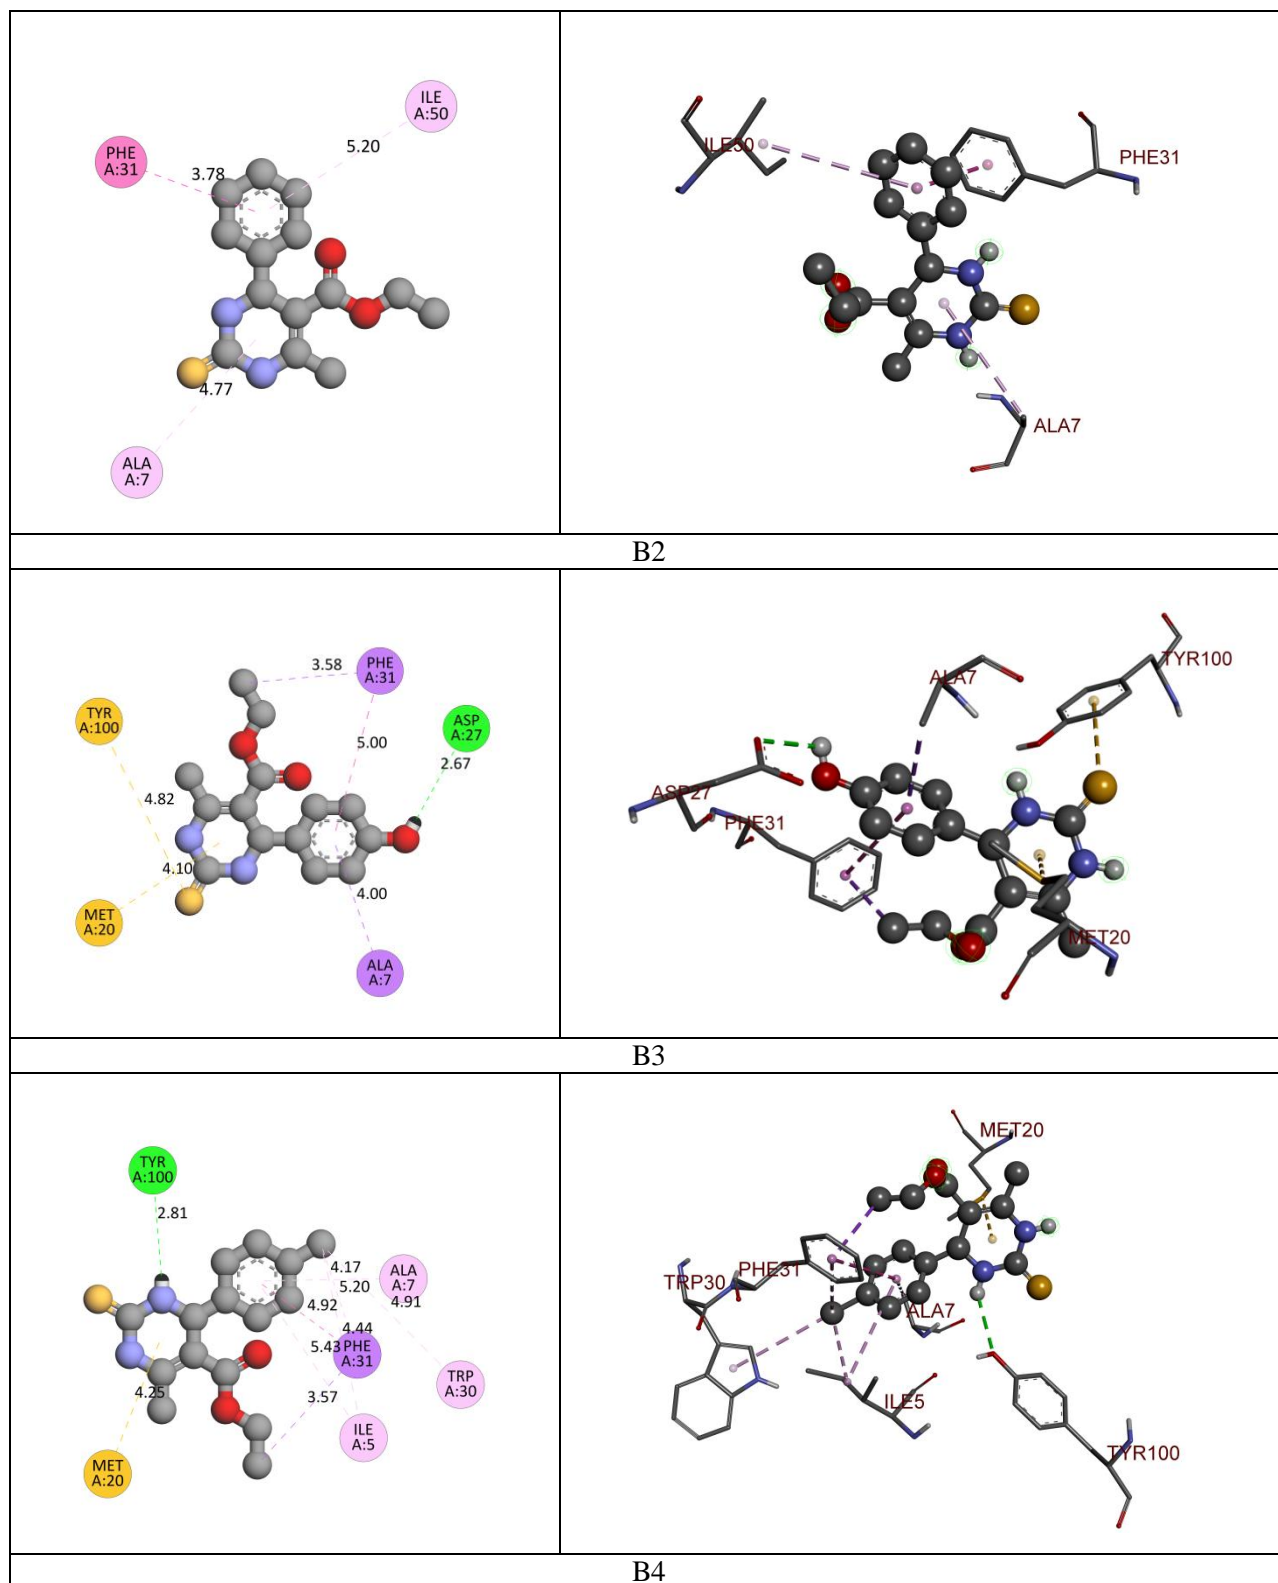 ILE
A:50
5.20
PHE
A:31
3.78
4.77
ALA
A:7
ILE50
PHE31
ALA7
B2
3.58
PHE
A:31
TYR
A:100
ASP
A:27
5.00
2.67
4.82
4.10
4.00
MET
A:20
ALA
A:7
ALA7
TYR100
ASP27
PHE31
MET20
B3
TYR
A:100
2.81
4.17
ALA
A:7
5.20
4.92
4.91
4.44
5.43
PHE
A:31
4.25
3.57
TRP
A:30
ILE
A:5
MET
A:20
MET20
PHE31
TRP30
ALA7
ILE5
TYR100
B4